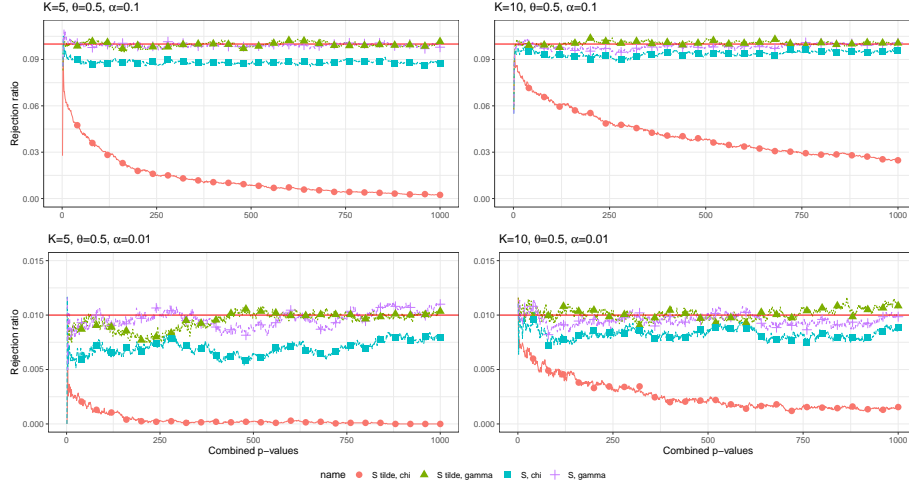 K=5, θ=0.5, α=0.1
K=10, θ=0.5, α=0.1
Rejection ratio
0.09
0.06
0.03
0.00
0
250
500
750
1000
Rejection ratio
0.09
0.06
0.03
0.00
0
250
500
750
1000
K=5, θ=0.5, α=0.01
K=10, θ=0.5, α=0.01
Rejection ratio
0.015
0.010
0.005
0.000
0
250
500
750
1000
Combined p−values
0.015
0.010
0.005
0.000
0
250
500
750
1000
Combined p−values
name
S tilde, chi
S tilde, gamma
S, chi
S, gamma